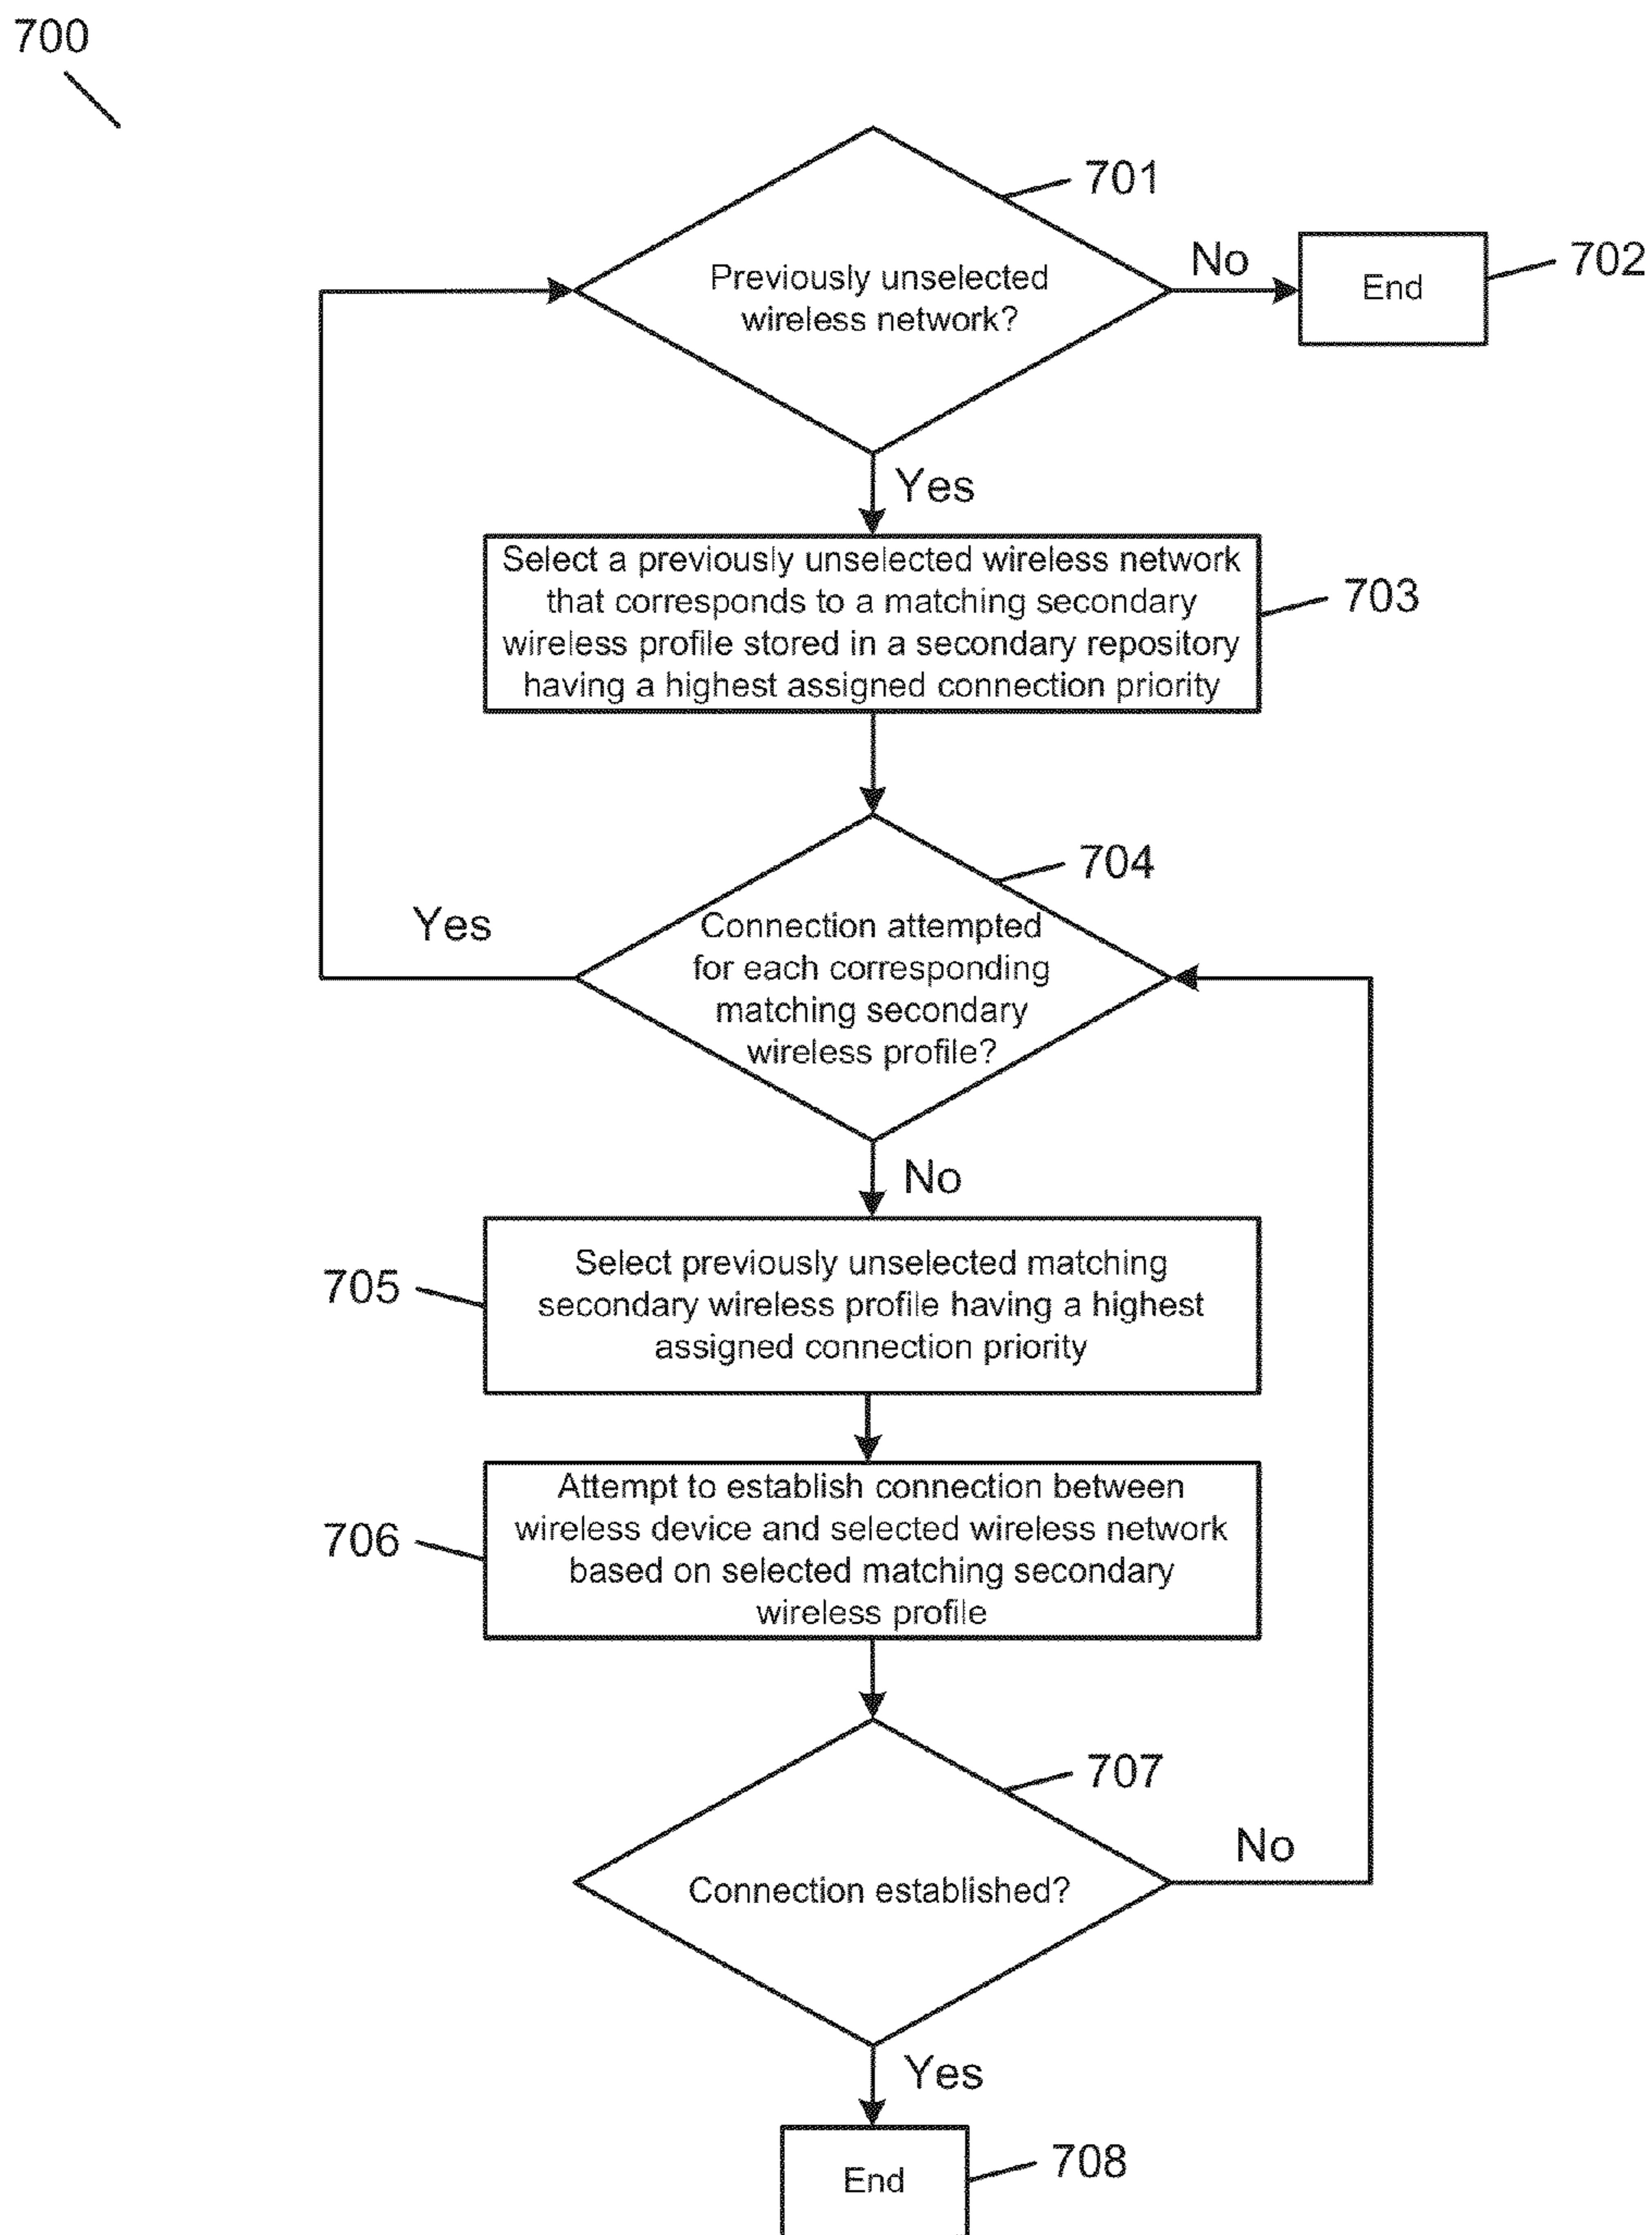 700
701
Previously unselected
wireless network?
No
End
702
Yes
Select a previously unselected wireless network
that corresponds to a matching secondary
wireless profile stored in a secondary repository
having a highest assigned connection priority
703
704
Yes
Connection attempted
for each corresponding
matching secondary
wireless profile?
No
705
Select previously unselected matching
secondary wireless profile having a highest
assigned connection priority
706
Attempt to establish connection between
wireless device and selected wireless network
based on selected matching secondary
wireless profile
707
Connection established?
No
Yes
End
708